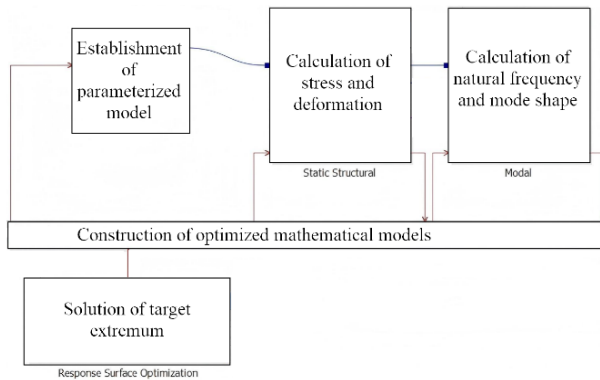 Establishment
of
parameterized
model
Calculation of
stress and
deformation
Static Structural
Calculation of
natural frequency
and mode shape
Modal
Construction of optimized mathematical models
Solution of target
extremum
Response Surface Optimization